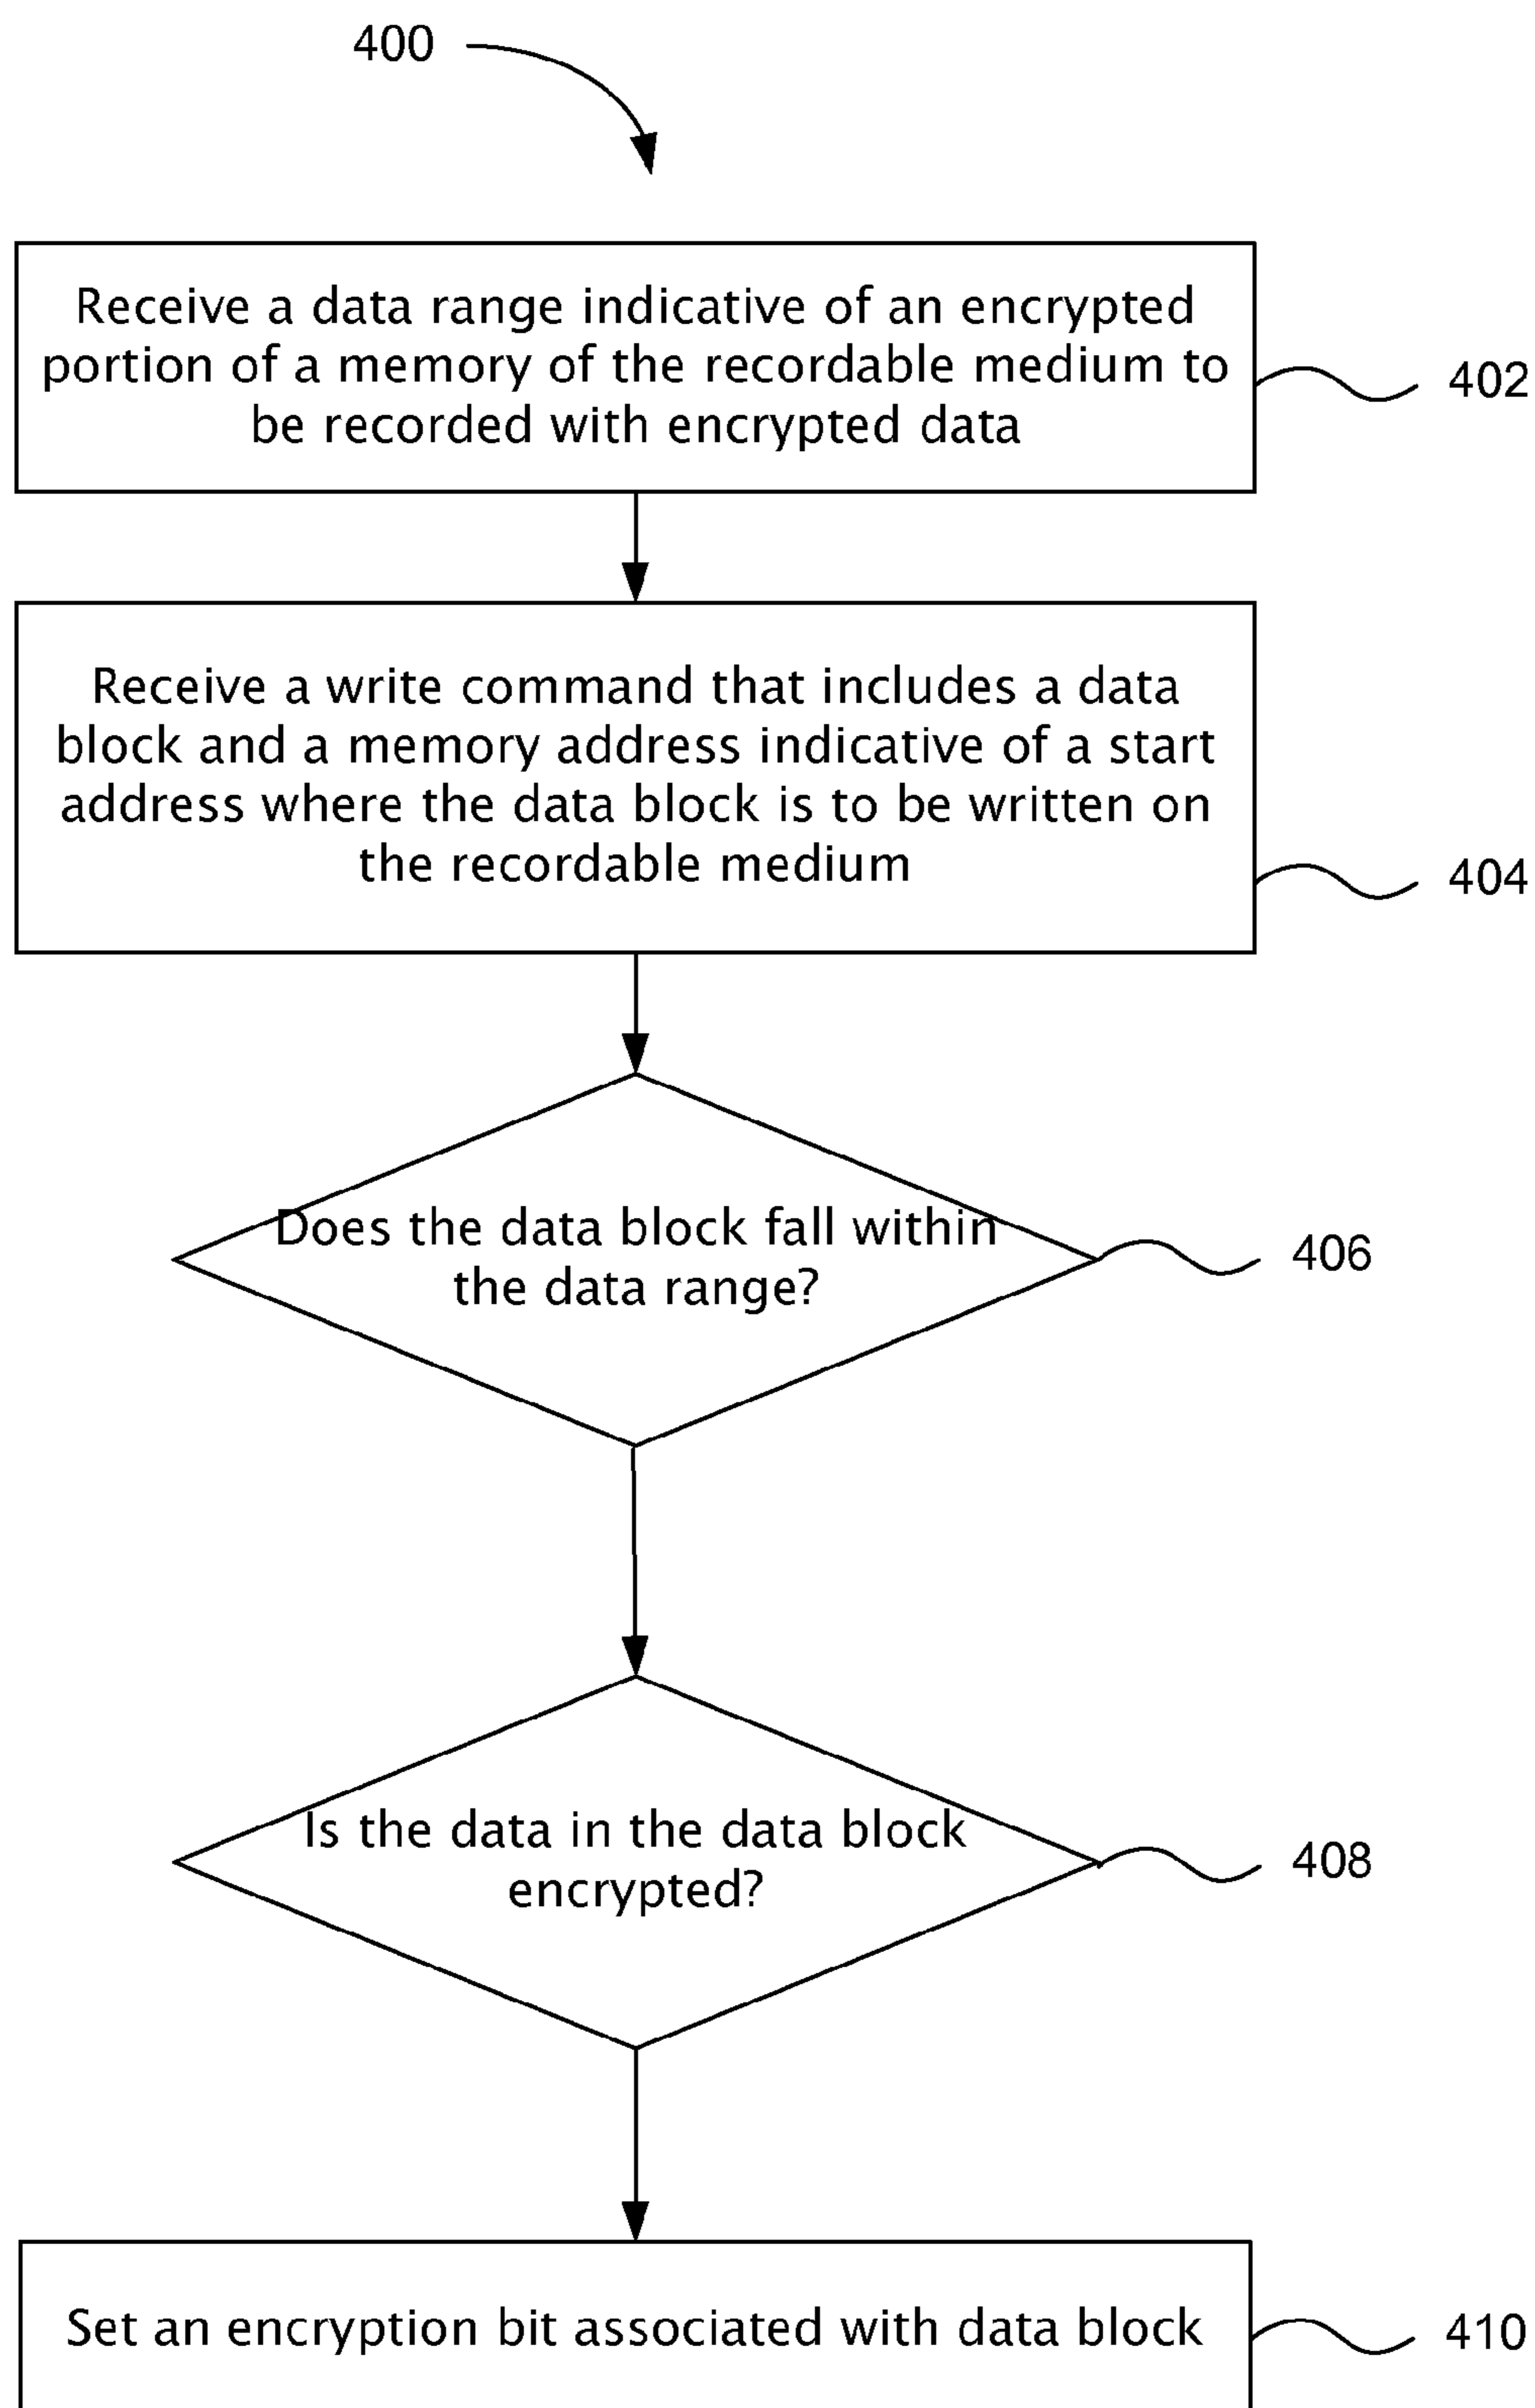 400
Receive a data range indicative of an encrypted
portion of a memory of the recordable medium to
be recorded with encrypted data
402
Receive a write command that includes a data
block and a memory address indicative of a start
address where the data block is to be written on
the recordable medium
404
Does the data block fall within
the data range?
406
Is the data in the data block
encrypted?
408
Set an encryption bit associated with data block
410